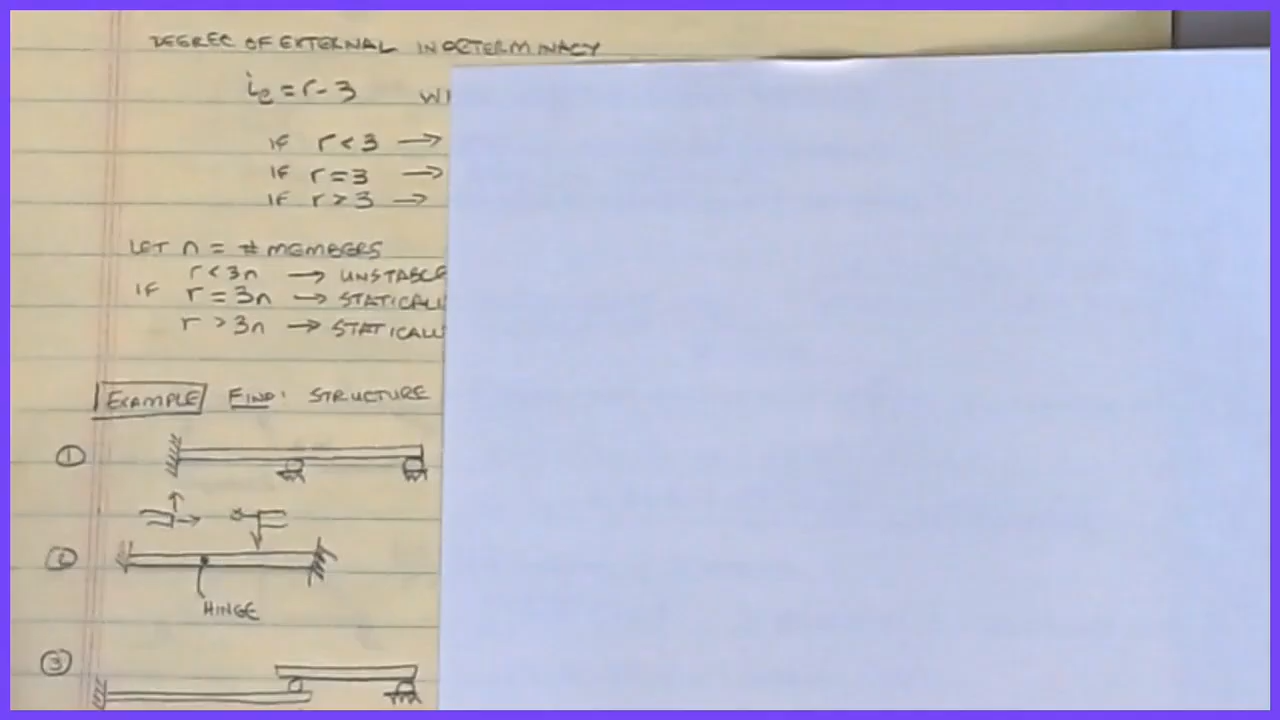 DEGREE OF EXTERNAL INDETERMINACY
ie = r - 3 WI
IF r < 3 →
IF r = 3 →
IF r > 3 →
LET n = # MEMBERS
r < 3n → UNSTABLE
IF r = 3n → STATICALL
r > 3n → STATICALL
EXAMPLE FIND: STRUCTURE
①
②
HINGE
③